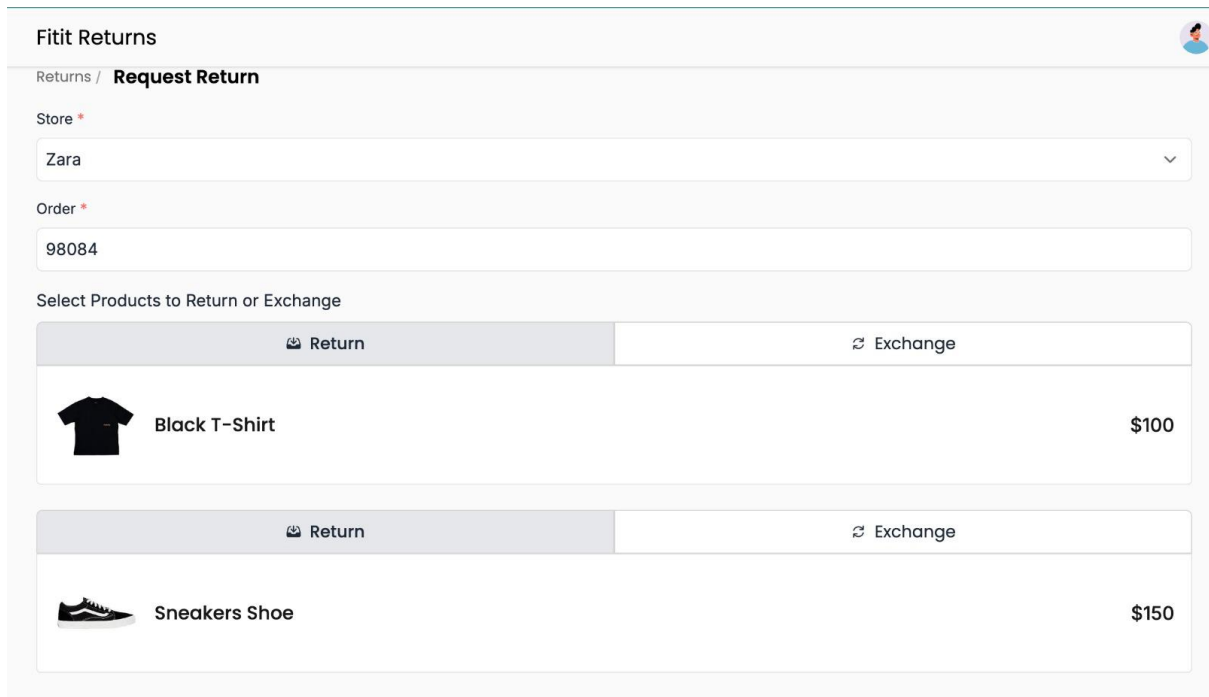 Fitit Returns
Returns / Request Return
Store *
Zara
Order *
98084
Select Products to Return or Exchange
Return Exchange
Black T-Shirt $100
Return Exchange
Sneakers Shoe $150